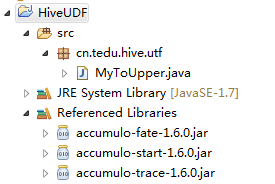 HiveUDF
src
cn.tedu.hive.utf
MyToUpper.java
JRE System Library [JavaSE-1.7]
Referenced Libraries
accumulo-fate-1.6.0.jar
accumulo-start-1.6.0.jar
accumulo-trace-1.6.0.jar